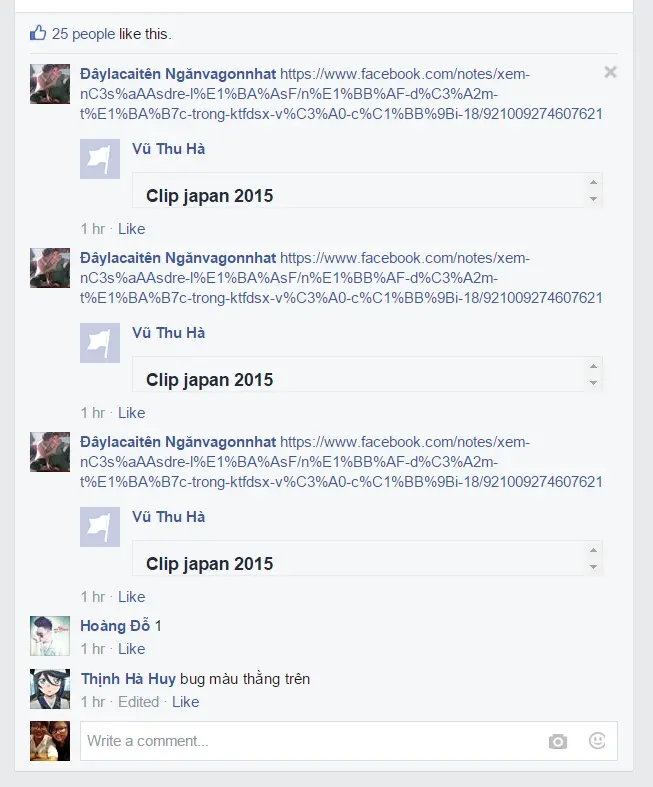 25 people like this.
Đâylacaitên Ngănvagonnhat https://www.facebook.com/notes/xem-
nC3s%aAAsdre-l%E1%BA%AsF/n%E1%BB%AF-d%C3%A2m-
t%E1%BA%B7c-trong-ktfdsx-v%C3%A0-c%C1%BB%9Bi-18/921009274607621
Vũ Thu Hà
Clip japan 2015
1 hr · Like
Đâylacaitên Ngănvagonnhat https://www.facebook.com/notes/xem-
nC3s%aAAsdre-l%E1%BA%AsF/n%E1%BB%AF-d%C3%A2m-
t%E1%BA%B7c-trong-ktfdsx-v%C3%A0-c%C1%BB%9Bi-18/921009274607621
Vũ Thu Hà
Clip japan 2015
1 hr · Like
Đâylacaitên Ngănvagonnhat https://www.facebook.com/notes/xem-
nC3s%aAAsdre-l%E1%BA%AsF/n%E1%BB%AF-d%C3%A2m-
t%E1%BA%B7c-trong-ktfdsx-v%C3%A0-c%C1%BB%9Bi-18/921009274607621
Vũ Thu Hà
Clip japan 2015
1 hr · Like
Hoàng Đỗ 1
1 hr · Like
Thịnh Hà Huy bug màu thằng trên
1 hr · Edited · Like
Write a comment...